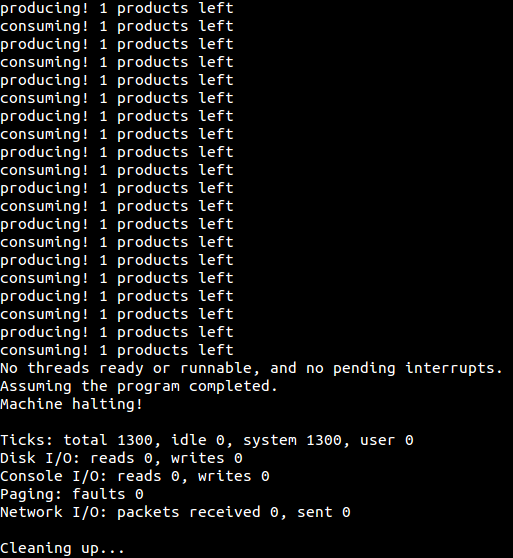 producing! 1 products left
consuming! 1 products left
producing! 1 products left
consuming! 1 products left
producing! 1 products left
consuming! 1 products left
producing! 1 products left
consuming! 1 products left
producing! 1 products left
consuming! 1 products left
producing! 1 products left
consuming! 1 products left
producing! 1 products left
consuming! 1 products left
producing! 1 products left
consuming! 1 products left
producing! 1 products left
consuming! 1 products left
producing! 1 products left
consuming! 1 products left
No threads ready or runnable, and no pending interrupts.
Assuming the program completed.
Machine halting!

Ticks: total 1300, idle 0, system 1300, user 0
Disk I/O: reads 0, writes 0
Console I/O: reads 0, writes 0
Paging: faults 0
Network I/O: packets received 0, sent 0

Cleaning up...